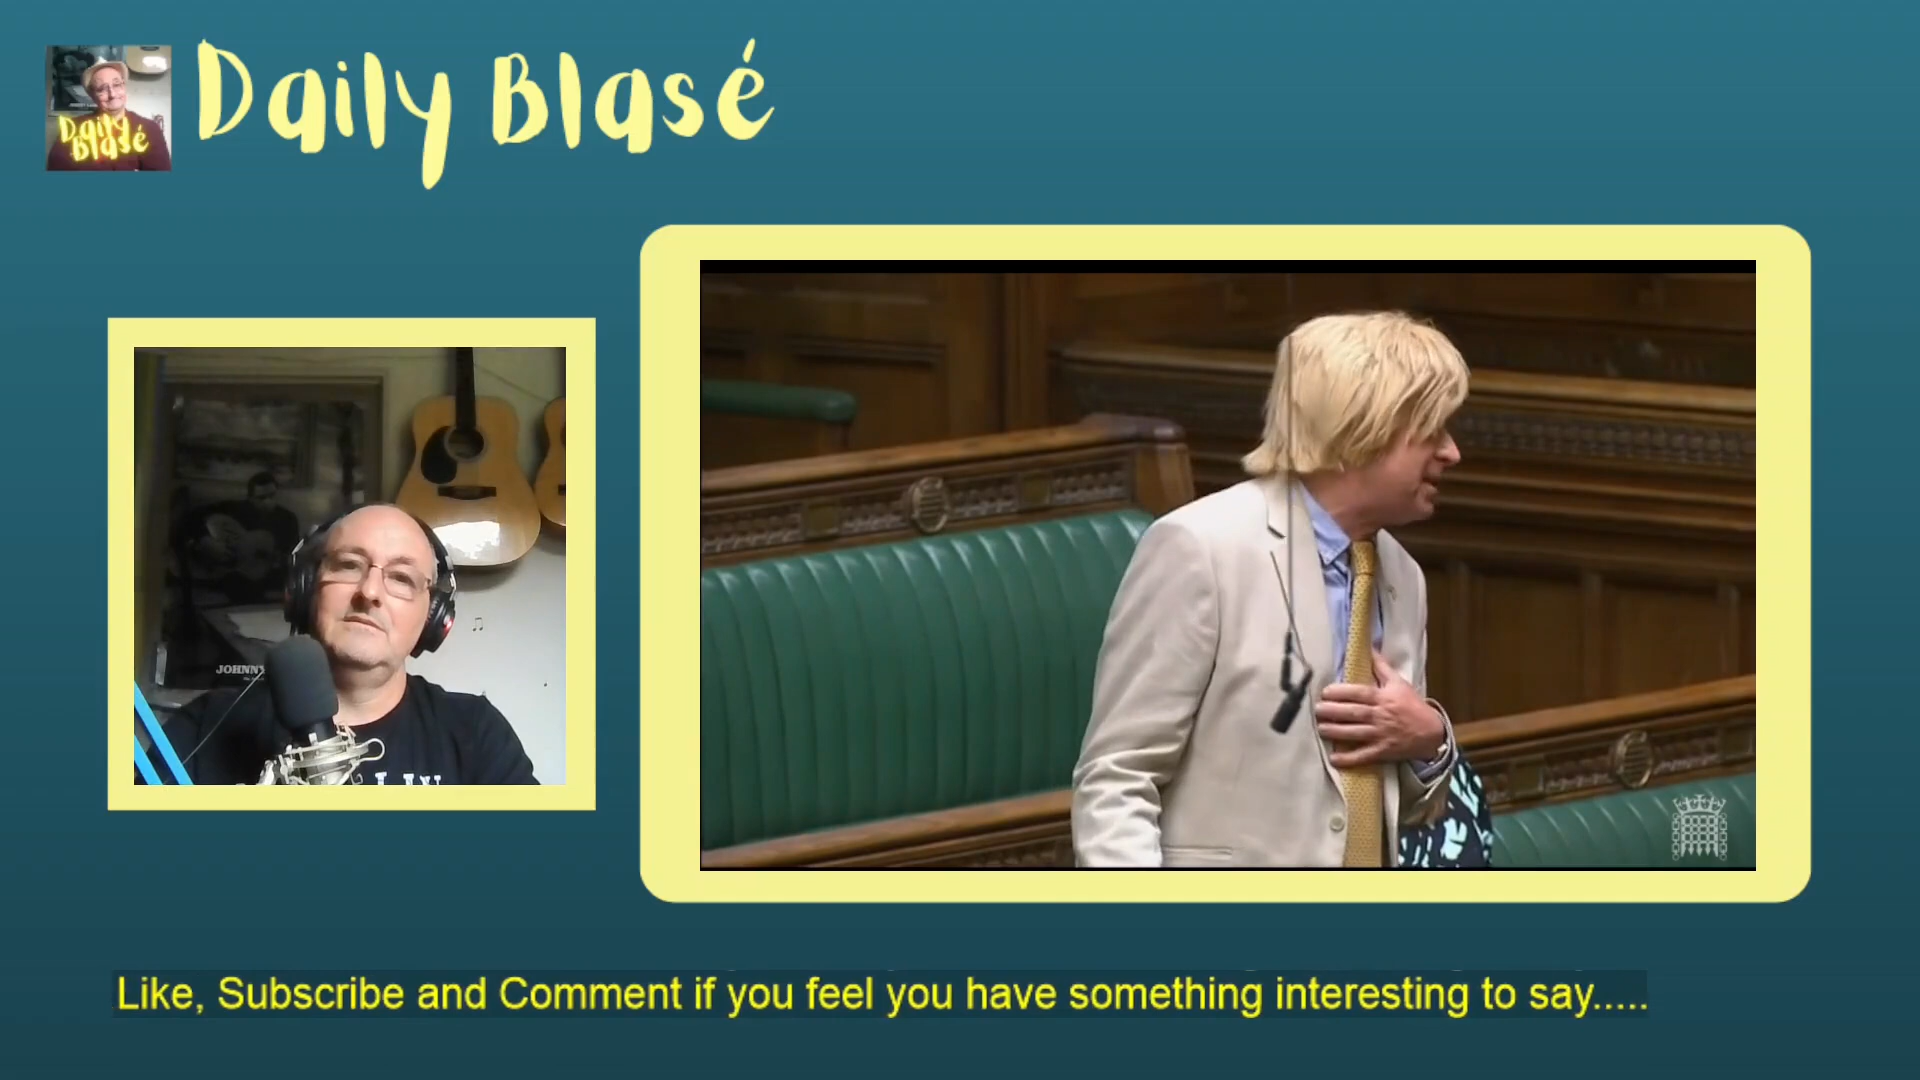 Daily Blasé
Daily
Blasé
JOHNNY
Like, Subscribe and Comment if you feel you have something interesting to say.....